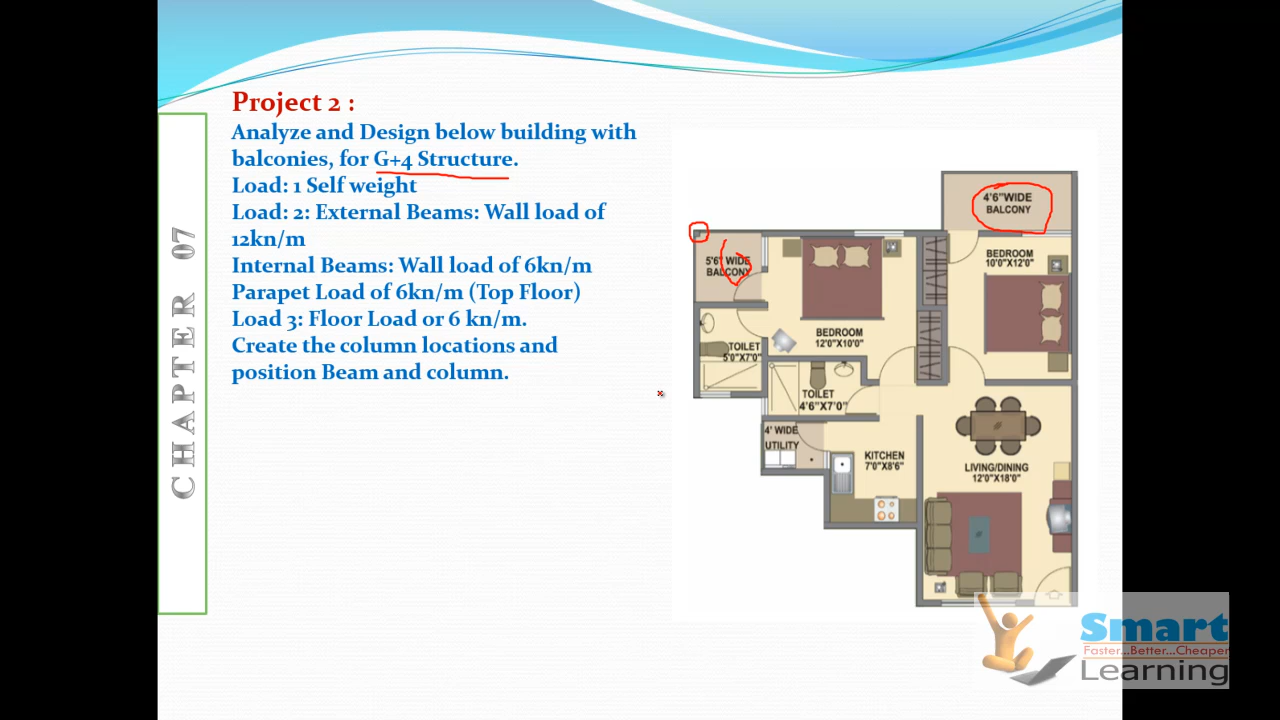 Project 2 :
Analyze and Design below building with
balconies, for G+4 Structure.
Load: 1 Self weight
Load: 2: External Beams: Wall load of
12kn/m
Internal Beams: Wall load of 6kn/m
Parapet Load of 6kn/m (Top Floor)
Load 3: Floor Load or 6 kn/m.
Create the column locations and
position Beam and column.
CHAPTER 07
4'6"WIDE
BALCONY
5'6" WIDE
BALCONY
BEDROOM
10'0"X12'0"
BEDROOM
12'0"X10'0"
TOILET
5'0"X7'0"
TOILET
4'6"X7'0"
4' WIDE
UTILITY
KITCHEN
7'0"X8'6"
LIVING/DINING
12'0"X18'0"
Smart
Faster...Better...Cheaper
Learning